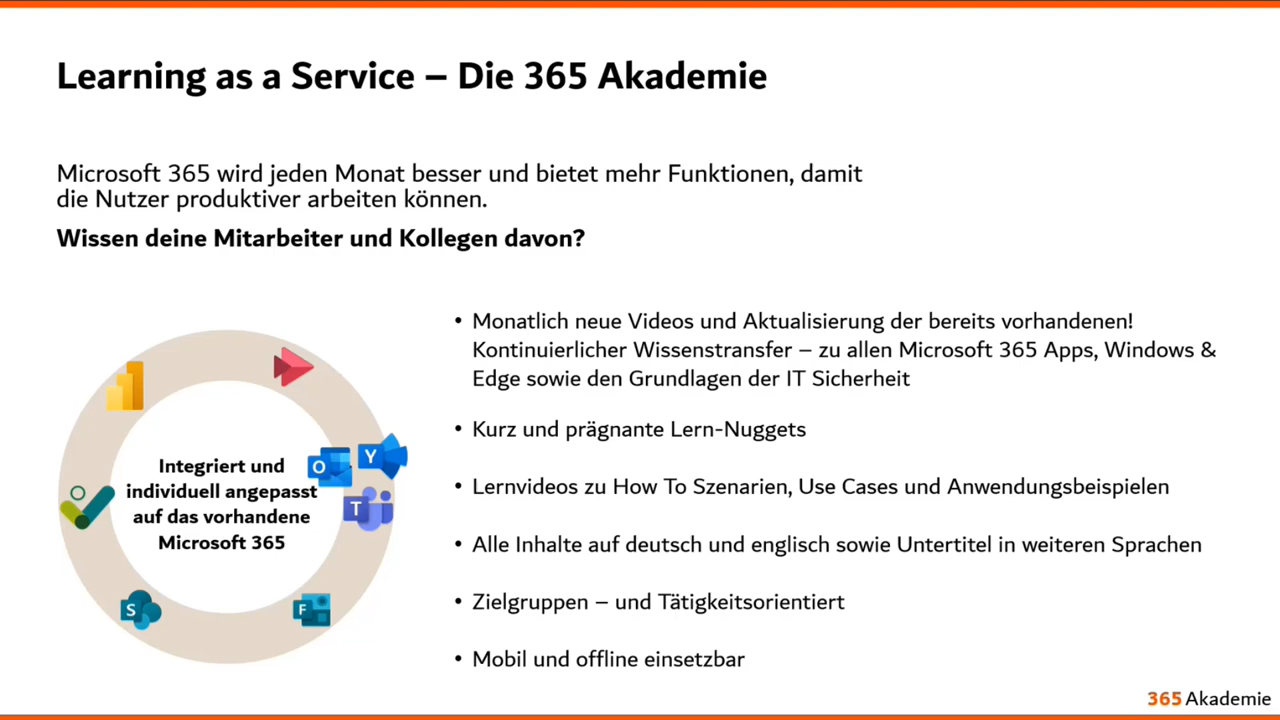 Learning as a Service – Die 365 Akademie
Microsoft 365 wird jeden Monat besser und bietet mehr Funktionen, damit
die Nutzer produktiver arbeiten können.
Wissen deine Mitarbeiter und Kollegen davon?
Integriert und
individuell angepasst
auf das vorhandene
Microsoft 365
O
Y
T
S
F
• Monatlich neue Videos und Aktualisierung der bereits vorhandenen!
Kontinuierlicher Wissenstransfer – zu allen Microsoft 365 Apps, Windows &
Edge sowie den Grundlagen der IT Sicherheit
• Kurz und prägnante Lern-Nuggets
• Lernvideos zu How To Szenarien, Use Cases und Anwendungsbeispielen
• Alle Inhalte auf deutsch und englisch sowie Untertitel in weiteren Sprachen
• Zielgruppen – und Tätigkeitsorientiert
• Mobil und offline einsetzbar
365 Akademie